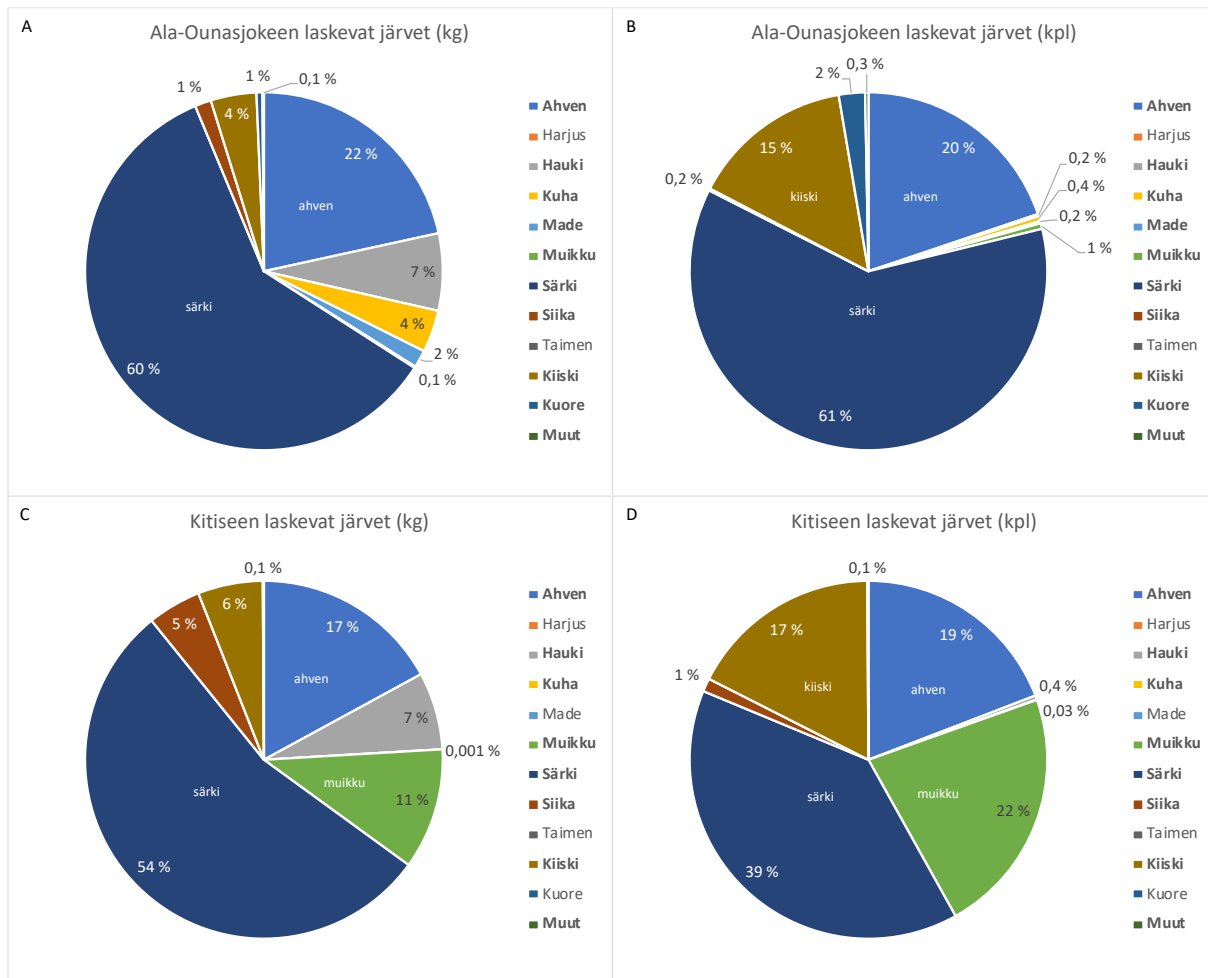 A
Ala-Ounasjokeen laskevat järvet (kg)
1 %
1 %
0,1 %
4 %
22 %
ahven
7 %
4 %
2 %
0,1 %
särki
60 %
Ahven
Harjus
Hauki
Kuha
Made
Muikku
Särki
Siika
Taimen
Kiiski
Kuore
Muut
B
Ala-Ounasjokeen laskevat järvet (kpl)
0,3 %
2 %
15 %
20 %
kiiski
ahven
0,2 %
0,2 %
0,4 %
0,2 %
1 %
särki
61 %
Ahven
Harjus
Hauki
Kuha
Made
Muikku
Särki
Siika
Taimen
Kiiski
Kuore
Muut
C
Kitiseen laskevat järvet (kg)
0,1 %
6 %
5 %
17 %
ahven
7 %
0,001 %
muikku
11 %
särki
54 %
Ahven
Harjus
Hauki
Kuha
Made
Muikku
Särki
Siika
Taimen
Kiiski
Kuore
Muut
D
Kitiseen laskevat järvet (kpl)
0,1 %
17 %
19 %
1 %
kiiski
ahven
0,4 %
0,03 %
muikku
22 %
särki
39 %
Ahven
Harjus
Hauki
Kuha
Made
Muikku
Särki
Siika
Taimen
Kiiski
Kuore
Muut